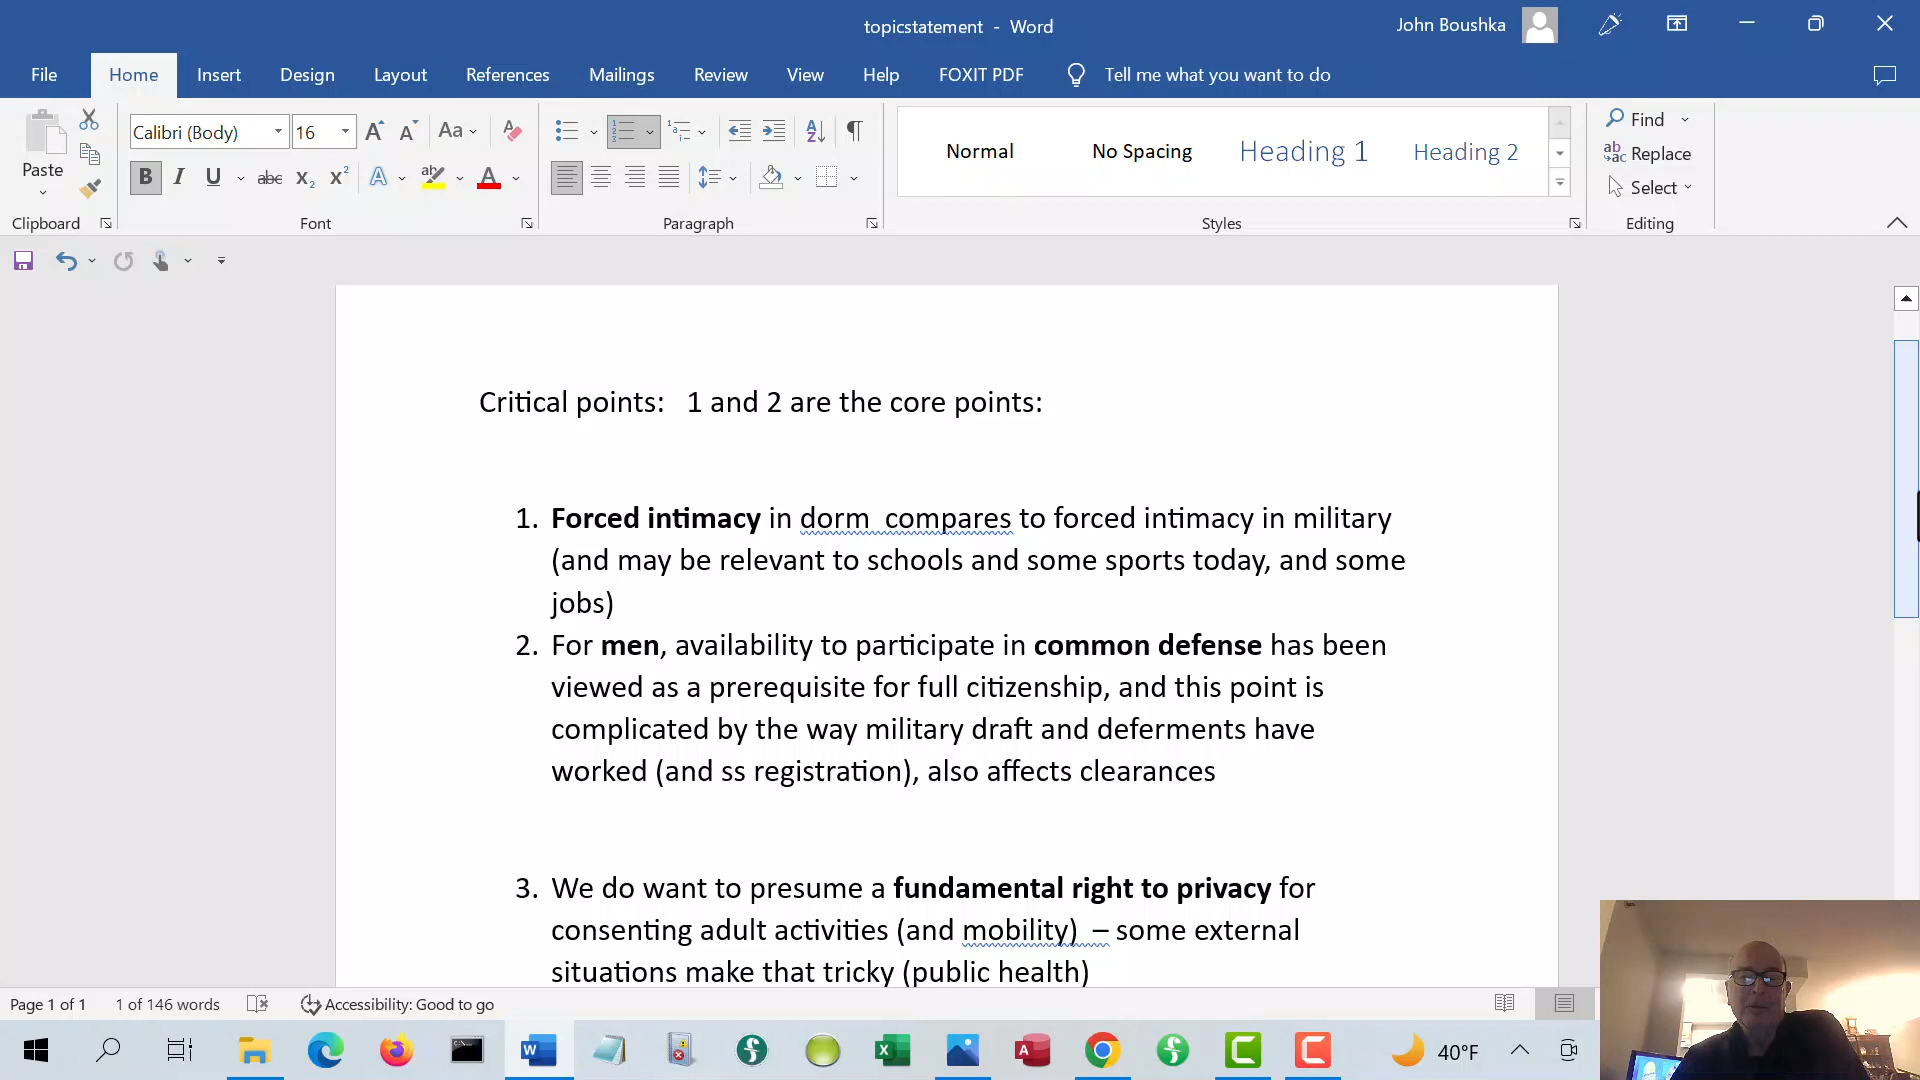 topicstatement - Word
John Boushka
File Home Insert Design Layout References Mailings Review View Help FOXIT PDF Tell me what you want to do
Paste
Calibri (Body) 16
Aa
Normal
No Spacing
Heading 1
Heading 2
Find
Replace
Select
Clipboard Font Paragraph Styles Editing
Critical points: 1 and 2 are the core points:
1. Forced intimacy in dorm compares to forced intimacy in military
(and may be relevant to schools and some sports today, and some
jobs)
2. For men, availability to participate in common defense has been
viewed as a prerequisite for full citizenship, and this point is
complicated by the way military draft and deferments have
worked (and ss registration), also affects clearances
3. We do want to presume a fundamental right to privacy for
consenting adult activities (and mobility) – some external
situations make that tricky (public health)
Page 1 of 1 1 of 146 words Accessibility: Good to go
40°F